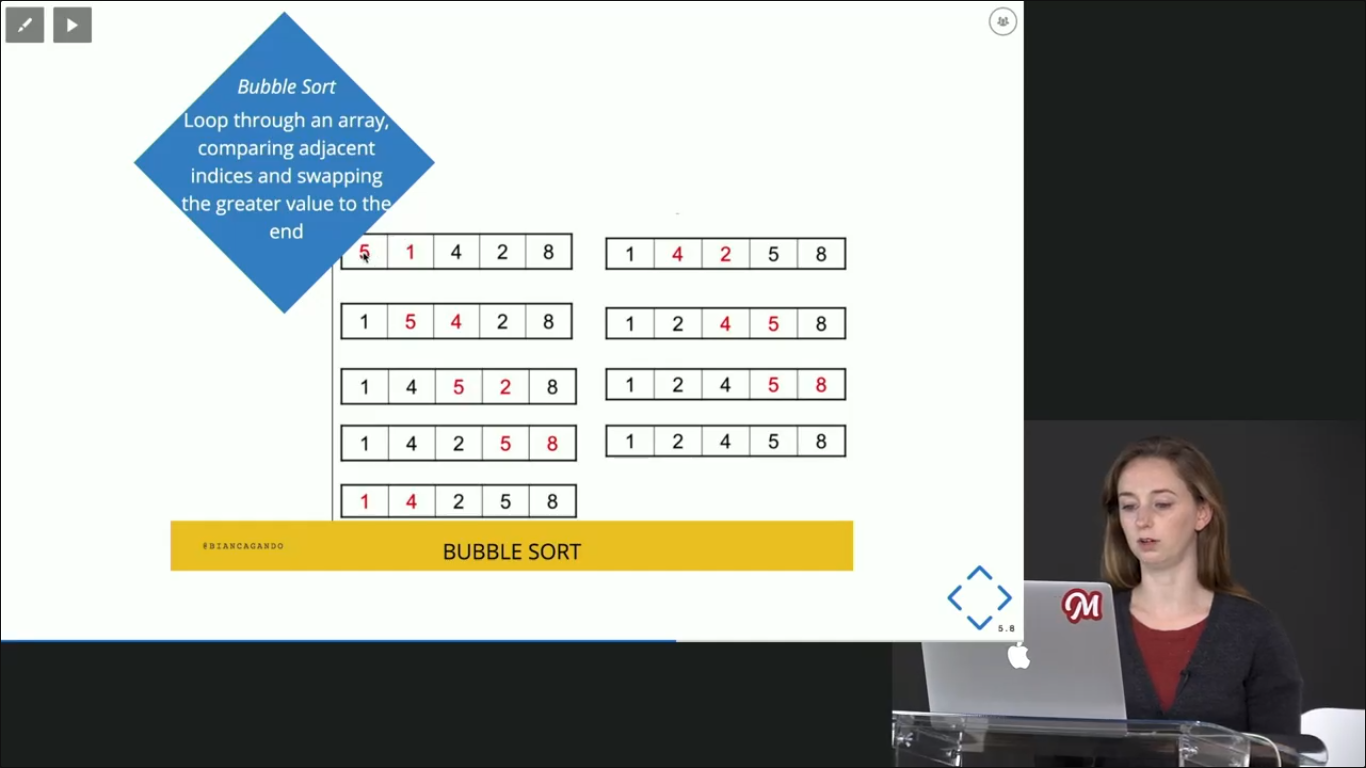 Bubble Sort
Loop through an array,
comparing adjacent
indices and swapping
the greater value to the
end
5 1 4 2 8
1 5 4 2 8
1 4 5 2 8
1 4 2 5 8
1 4 2 5 8
1 4 2 5 8
1 2 4 5 8
1 2 4 5 8
1 2 4 5 8
@BIANCAGANDO
BUBBLE SORT
5.8
M